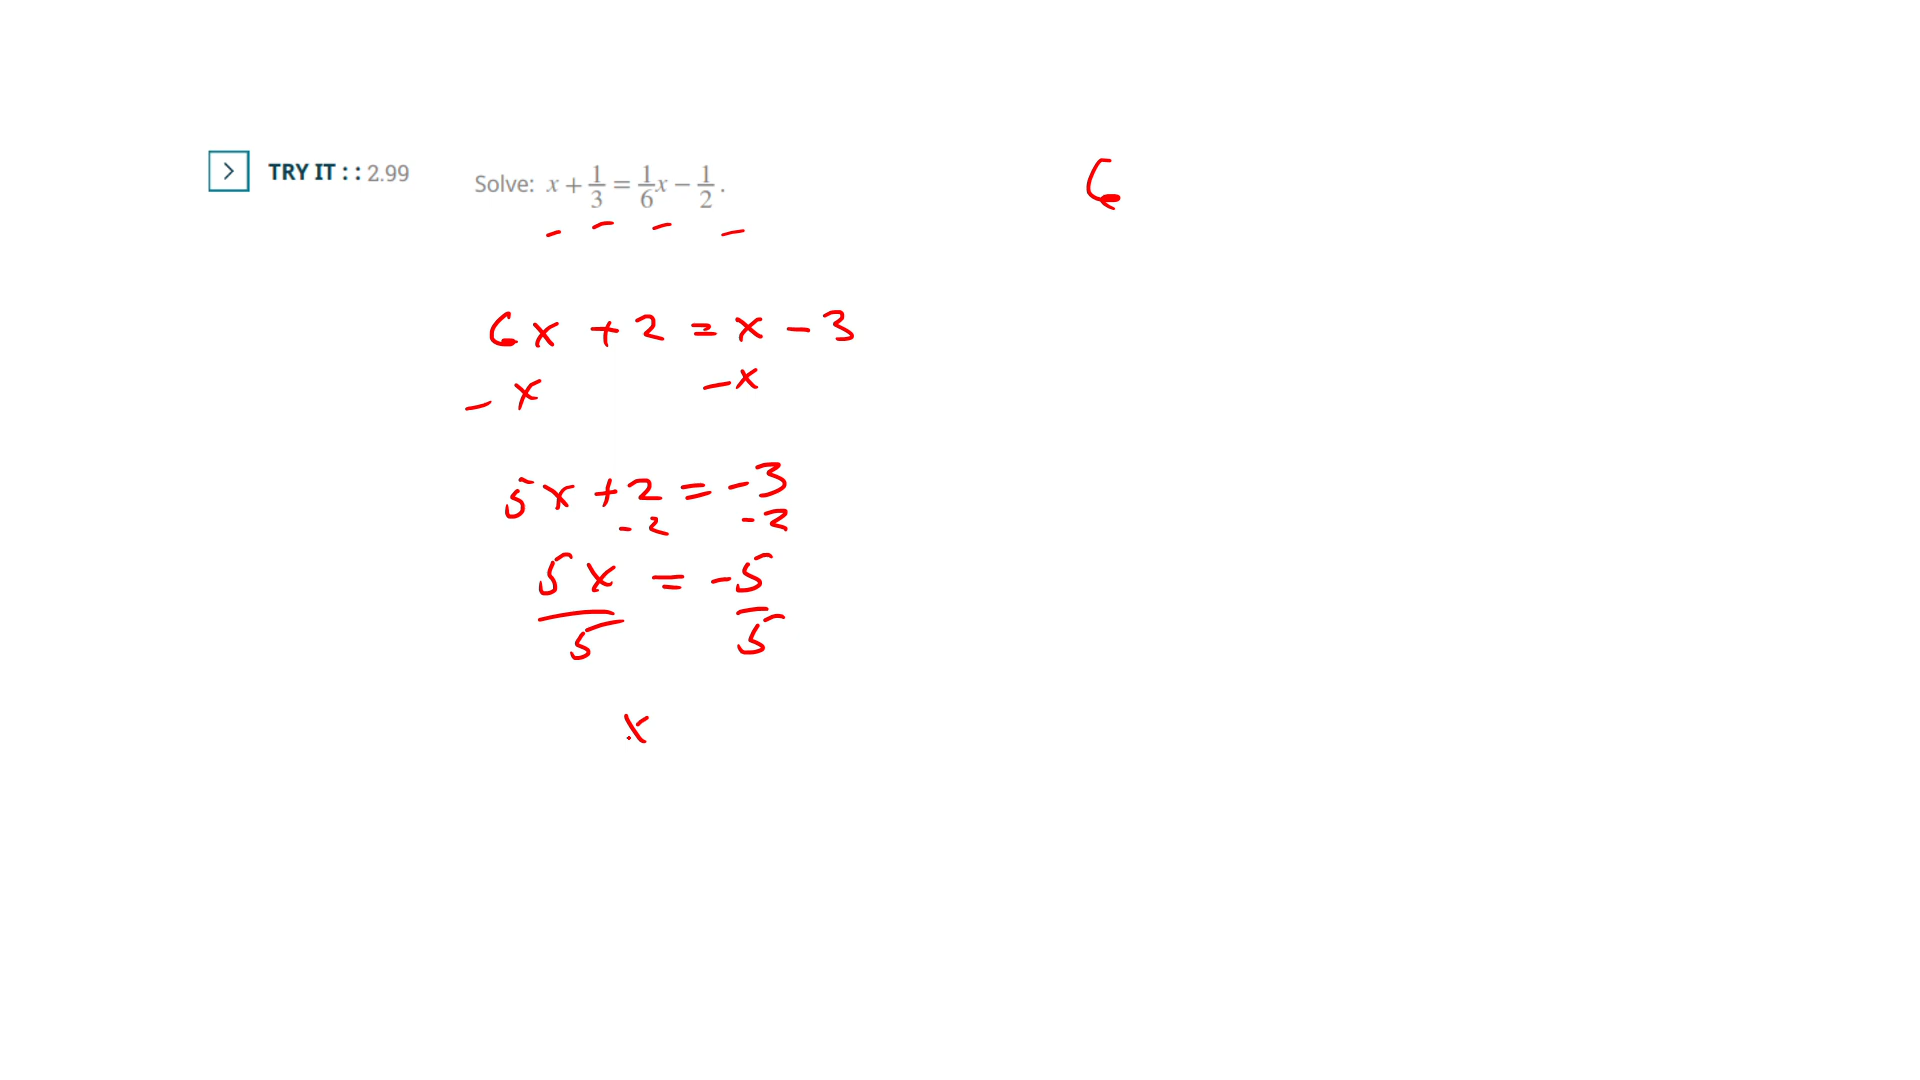 > TRY IT : : 2.99 Solve: x + 1/3 = 1/6 x − 1/2 .
6
6x + 2 = x - 3
- x - x
5x + 2 = -3
- 2 - 2
5x = -5
5 5
x